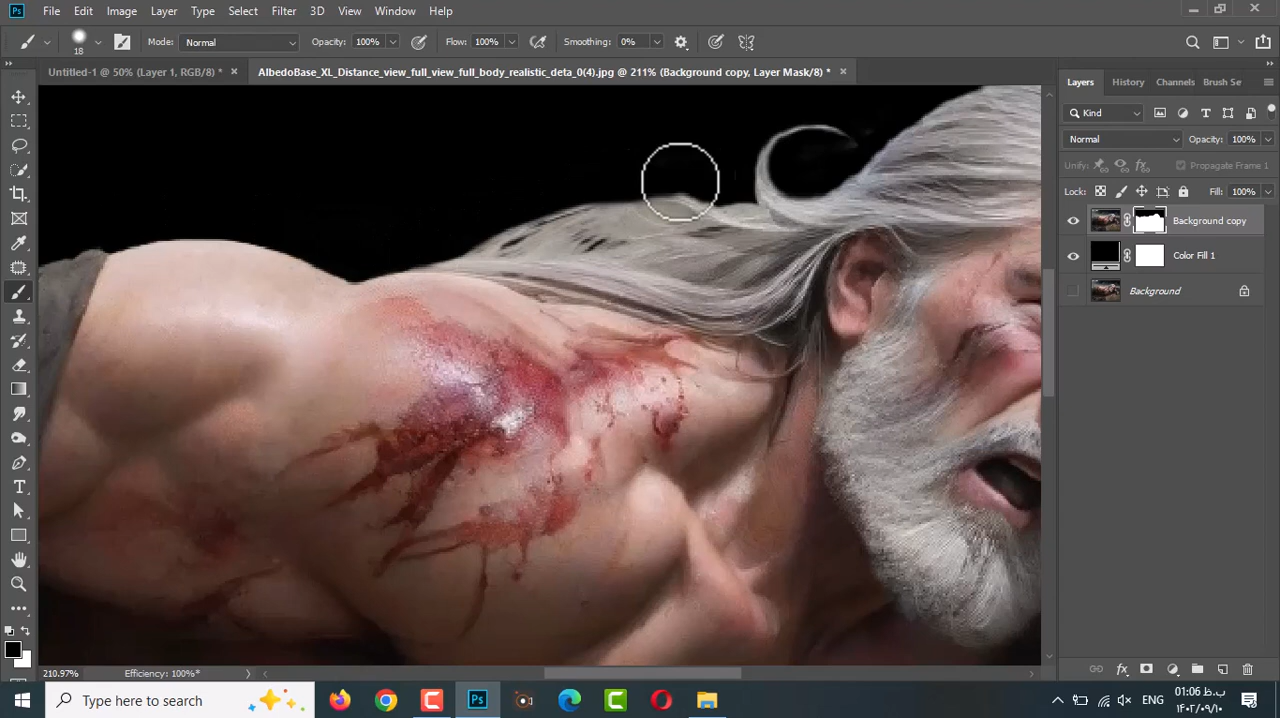 Ps File Edit Image Layer Type Select Filter 3D View Window Help
18 Mode: Normal Opacity: 100% Flow: 100% Smoothing: 0%
Untitled-1 @ 50% (Layer 1, RGB/8) * × AlbedoBase_XL_Distance_view_full_view_full_body_realistic_deta_0(4).jpg @ 211% (Background copy, Layer Mask/8) * ×
Layers History Channels Brush Se
Kind
Normal Opacity: 100%
Unify: Propagate Frame 1
Lock: Fill: 100%
Background copy
Color Fill 1
Background
210.97% Efficiency: 100%*
Type here to search
Ps
ENG
01:06 ب.ظ
۱۴۰۲/۰۹/۱۰